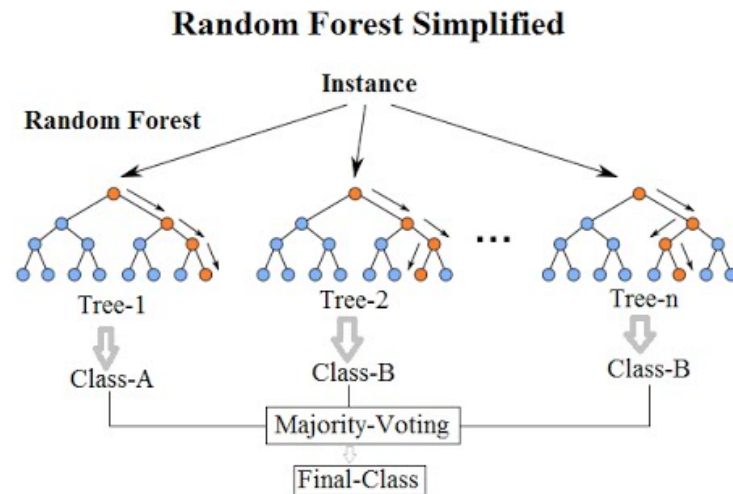 Random Forest Simplified
Instance
Random Forest
...
Tree-1
Tree-2
Tree-n
Class-A
Class-B
Class-B
Majority-Voting
Final-Class